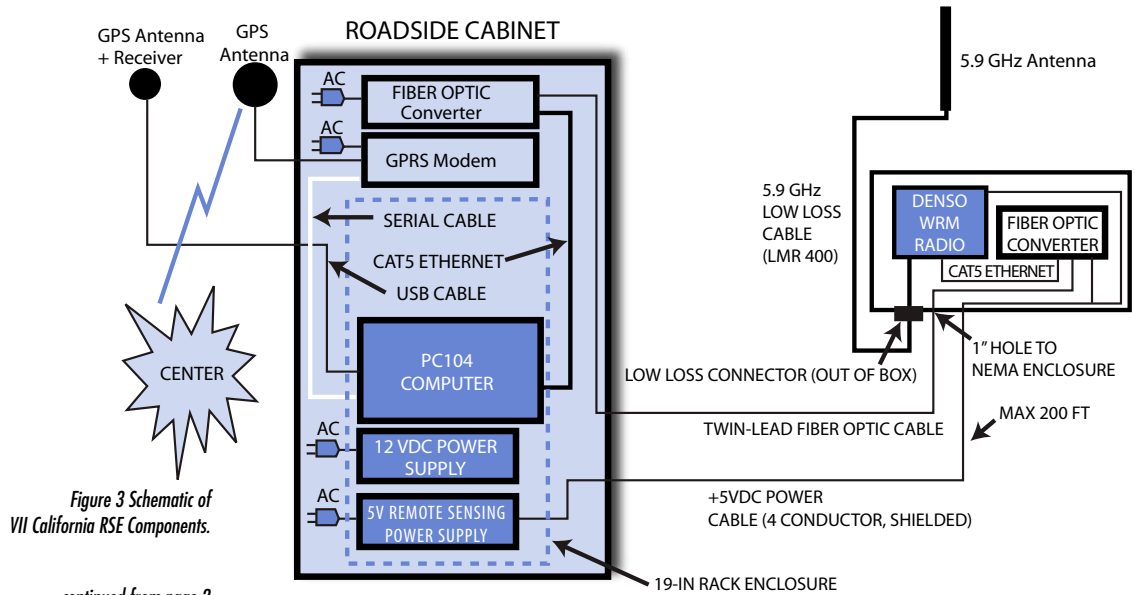 ROADSIDE CABINET
GPS Antenna
+ Receiver
GPS
Antenna
AC
FIBER OPTIC
Converter
AC
GPRS Modem
SERIAL CABLE
CAT5 ETHERNET
USB CABLE
PC104
COMPUTER
AC
12 VDC POWER
SUPPLY
AC
5V REMOTE SENSING
POWER SUPPLY
CENTER
5.9 GHz Antenna
5.9 GHz
LOW LOSS
CABLE
(LMR 400)
DENSO
WRM
RADIO
FIBER OPTIC
CONVERTER
CAT5 ETHERNET
1” HOLE TO
NEMA ENCLOSURE
LOW LOSS CONNECTOR (OUT OF BOX)
MAX 200 FT
TWIN-LEAD FIBER OPTIC CABLE
+5VDC POWER
CABLE (4 CONDUCTOR, SHIELDED)
19-IN RACK ENCLOSURE
Figure 3 Schematic of
VII California RSE Components.